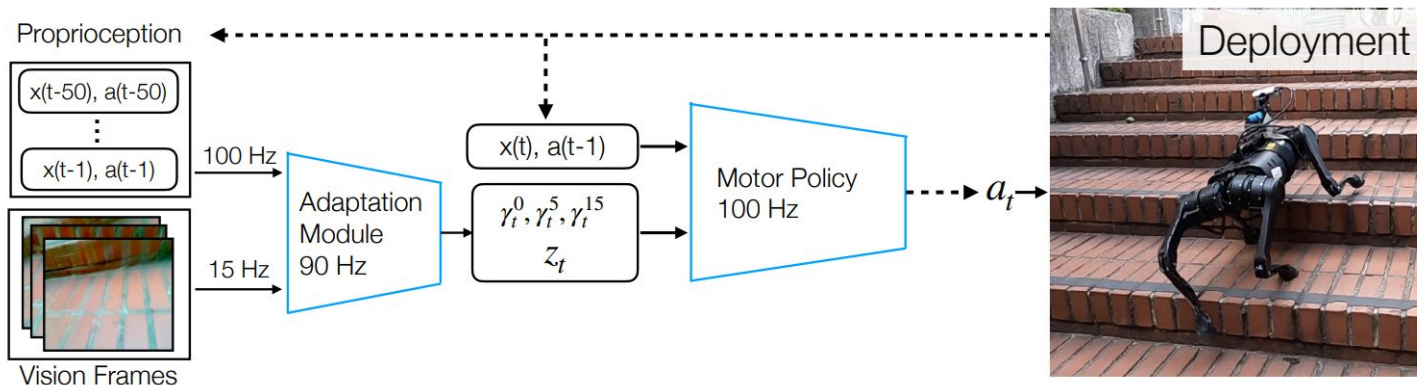 Proprioception
x(t-50), a(t-50)
⋮
x(t-1), a(t-1)
100 Hz
15 Hz
Vision Frames
Adaptation
Module
90 Hz
x(t), a(t-1)
γₜ⁰, γₜ⁵, γₜ¹⁵
zₜ
Motor Policy
100 Hz
aₜ
Deployment